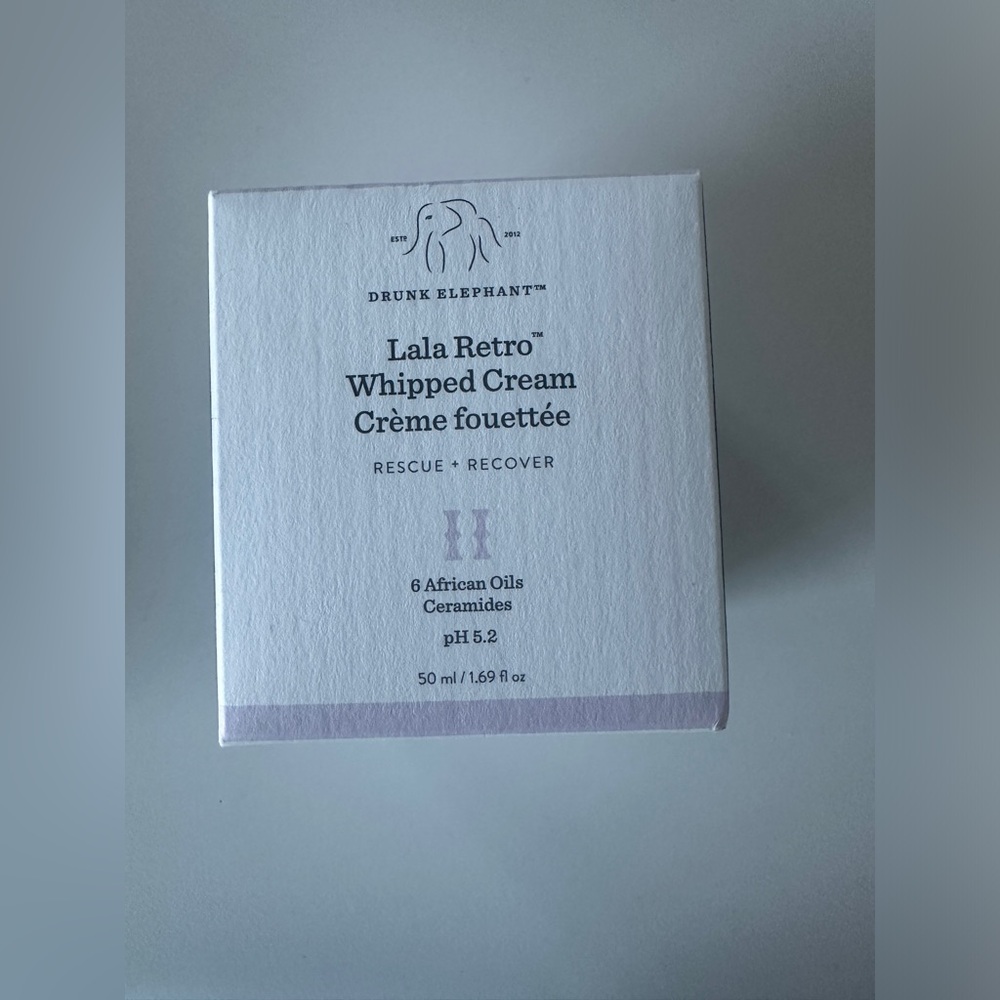 ESTD 2012
DRUNK ELEPHANT™
Lala Retro™
Whipped Cream
Crème fouettée
RESCUE + RECOVER
6 African Oils
Ceramides
pH 5.2
50 ml / 1.69 fl oz